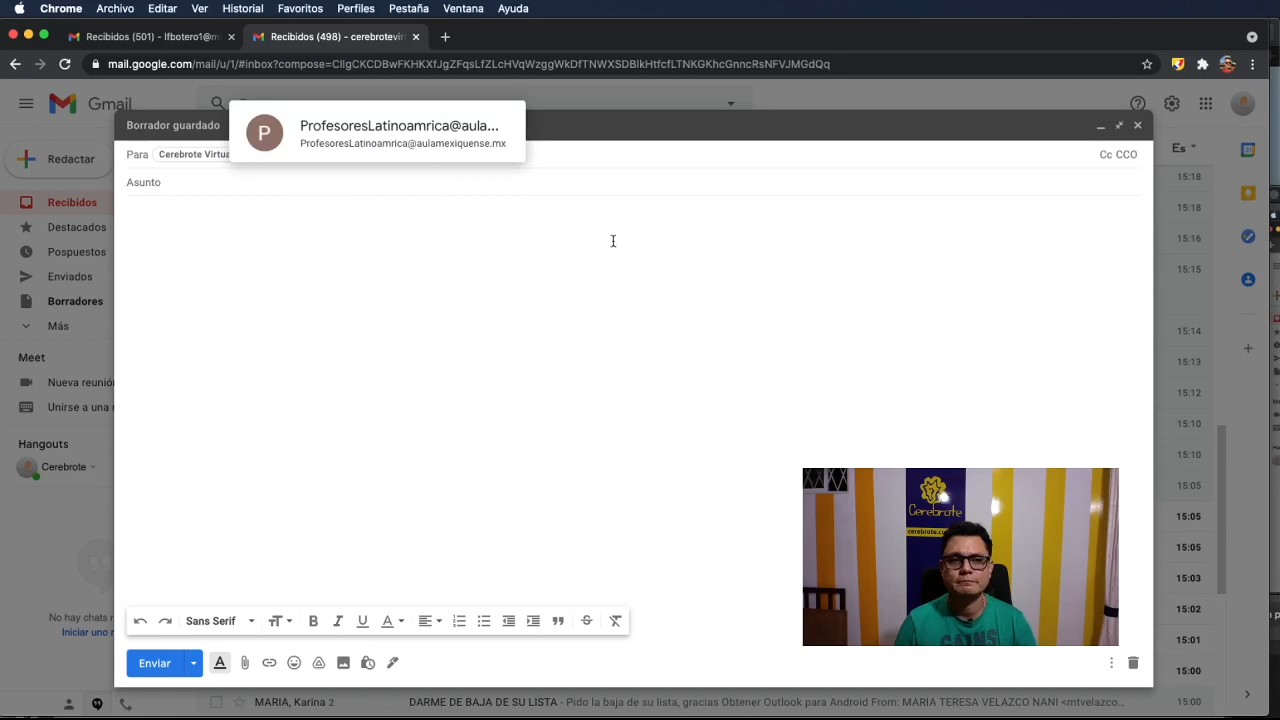 Chrome Archivo Editar Ver Historial Favoritos Perfiles Pestaña Ventana Ayuda
Recibidos (501) - lfbotero1@m
Recibidos (498) - cerebrotevir
mail.google.com/mail/u/1/#inbox?compose=CllgCKCDBwFKHKXfJgZFqsLfZLcHVqWzggWkDfTNWXSDBlkHtfcfLTNKGKhcGnncRsNFVJMGdQq
Gmail
Borrador guardado
P
ProfesoresLatinoamrica@aula...
ProfesoresLatinoamrica@aulamexiquense.mx
Para Cerebrote Virtua
Cc CCO
Asunto
Redactar
Recibidos
Destacados
Pospuestos
Enviados
Borradores
Más
Meet
Nueva reunión
Unirse a una r
Hangouts
Cerebrote
No hay chats r
Iniciar uno n
Es
15:18
15:18
15:16
15:15
15:14
15:13
15:12
15:10
15:10
15:05
15:05
15:05
15:03
15:02
15:01
15:00
Cerebrote
Sans Serif
Enviar
MARIA, Karina 2 DARME DE BAJA DE SU LISTA - Pido la baja de su lista, gracias Obtener Outlook para Android From: MARIA TERESA VELAZCO NANI <mtvelazco... 15:00